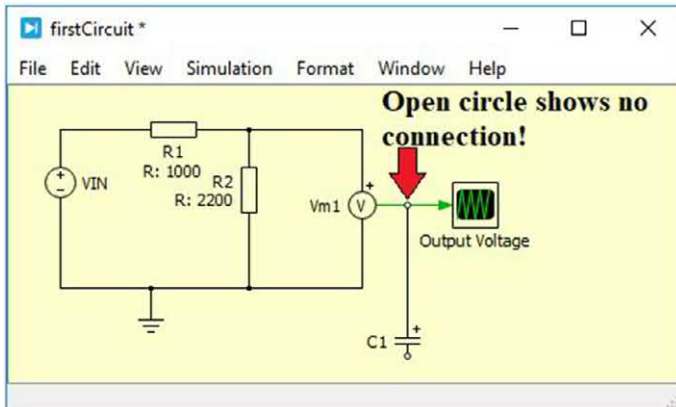 firstCircuit *
File Edit View Simulation Format Window Help
Open circle shows no
connection!
R1
R: 1000
R2
R: 2200
+
-
VIN
Vm1
+
V
Output Voltage
C1
+